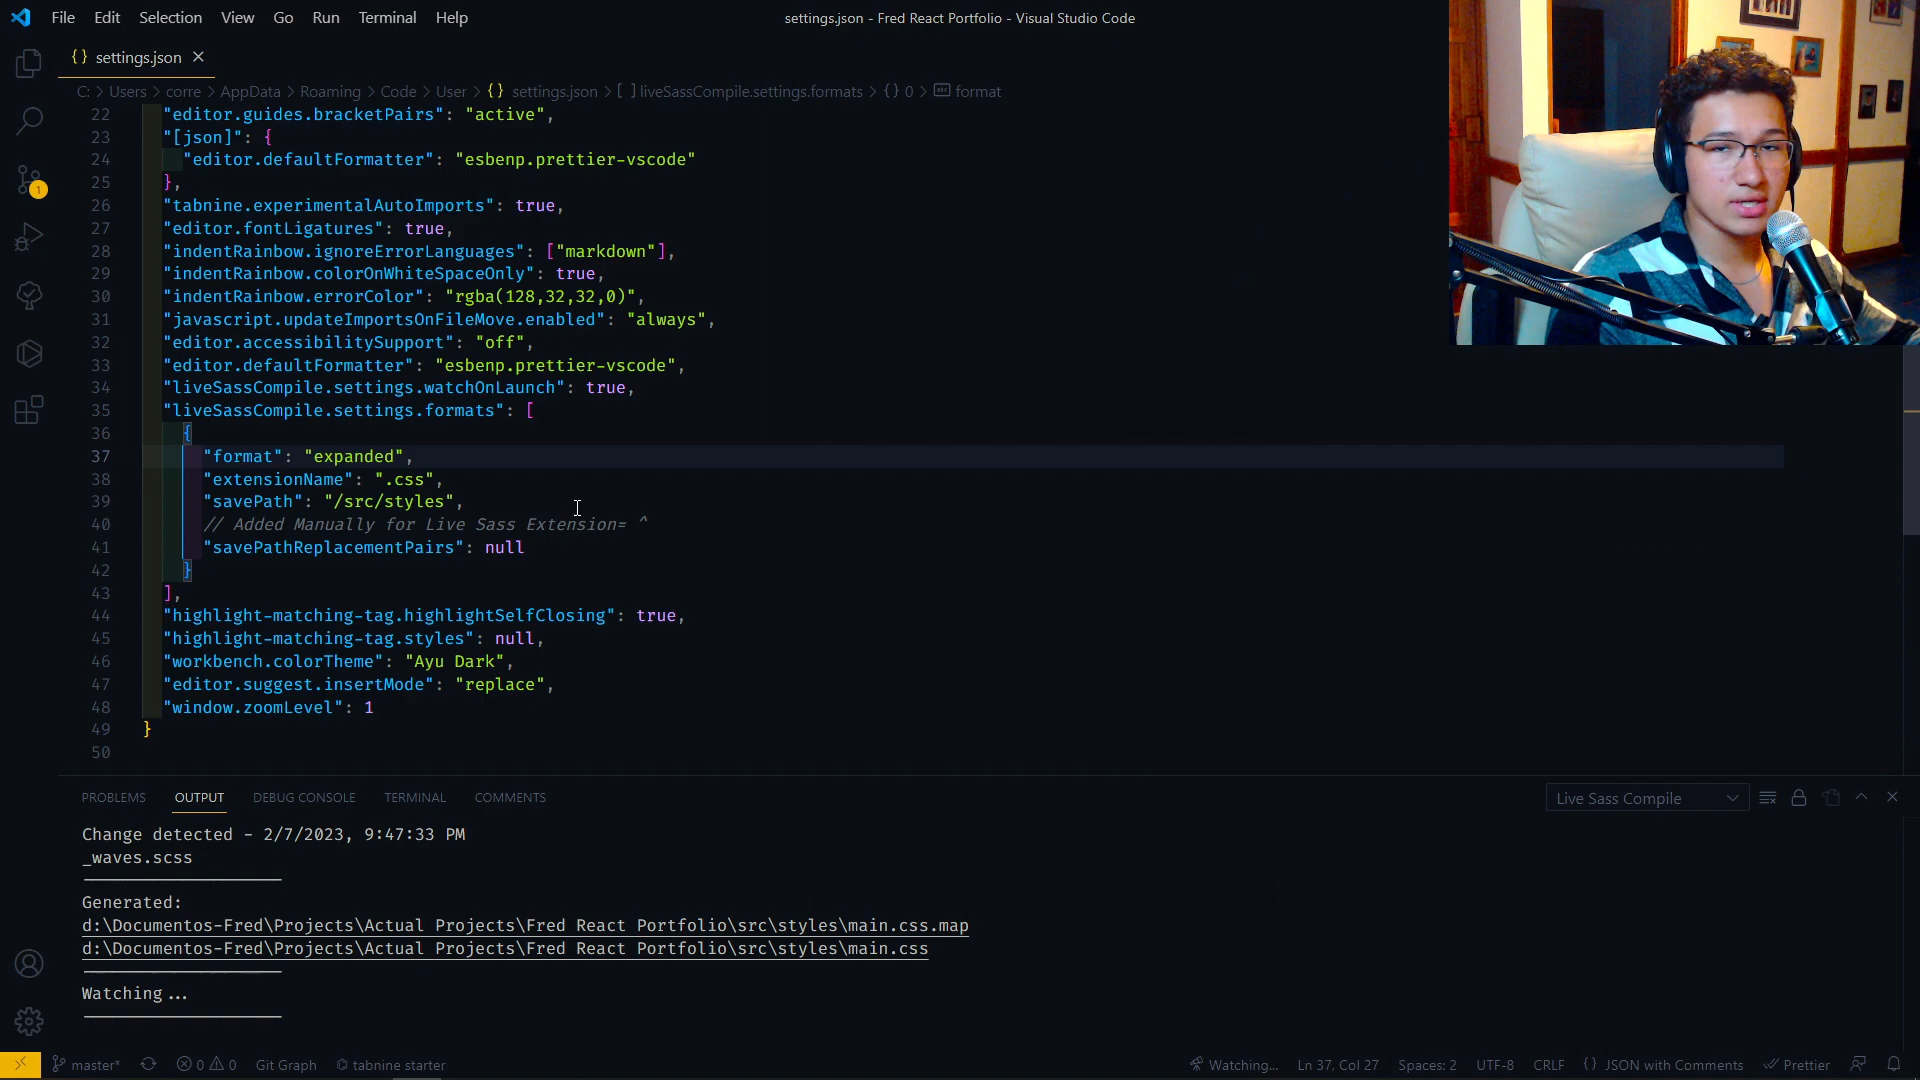 File Edit Selection View Go Run Terminal Help
settings.json - Fred React Portfolio - Visual Studio Code
{} settings.json ×
C: > Users > corre > AppData > Roaming > Code > User > {} settings.json > [ ] liveSassCompile.settings.formats > {} 0 > format
22 "editor.guides.bracketPairs": "active",
23 "[json]": {
24 "editor.defaultFormatter": "esbenp.prettier-vscode"
25 },
26 "tabnine.experimentalAutoImports": true,
27 "editor.fontLigatures": true,
28 "indentRainbow.ignoreErrorLanguages": ["markdown"],
29 "indentRainbow.colorOnWhiteSpaceOnly": true,
30 "indentRainbow.errorColor": "rgba(128,32,32,0)",
31 "javascript.updateImportsOnFileMove.enabled": "always",
32 "editor.accessibilitySupport": "off",
33 "editor.defaultFormatter": "esbenp.prettier-vscode",
34 "liveSassCompile.settings.watchOnLaunch": true,
35 "liveSassCompile.settings.formats": [
36 {
37 "format": "expanded",
38 "extensionName": ".css",
39 "savePath": "/src/styles",
40 // Added Manually for Live Sass Extension= ^
41 "savePathReplacementPairs": null
42 }
43 ],
44 "highlight-matching-tag.highlightSelfClosing": true,
45 "highlight-matching-tag.styles": null,
46 "workbench.colorTheme": "Ayu Dark",
47 "editor.suggest.insertMode": "replace",
48 "window.zoomLevel": 1
49 }
50
1
PROBLEMS OUTPUT DEBUG CONSOLE TERMINAL COMMENTS Live Sass Compile
Change detected - 2/7/2023, 9:47:33 PM
_waves.scss
Generated:
d:\Documentos-Fred\Projects\Actual Projects\Fred React Portfolio\src\styles\main.css.map
d:\Documentos-Fred\Projects\Actual Projects\Fred React Portfolio\src\styles\main.css
Watching...
master* 0 0 Git Graph tabnine starter Watching... Ln 37, Col 27 Spaces: 2 UTF-8 CRLF {} JSON with Comments Prettier